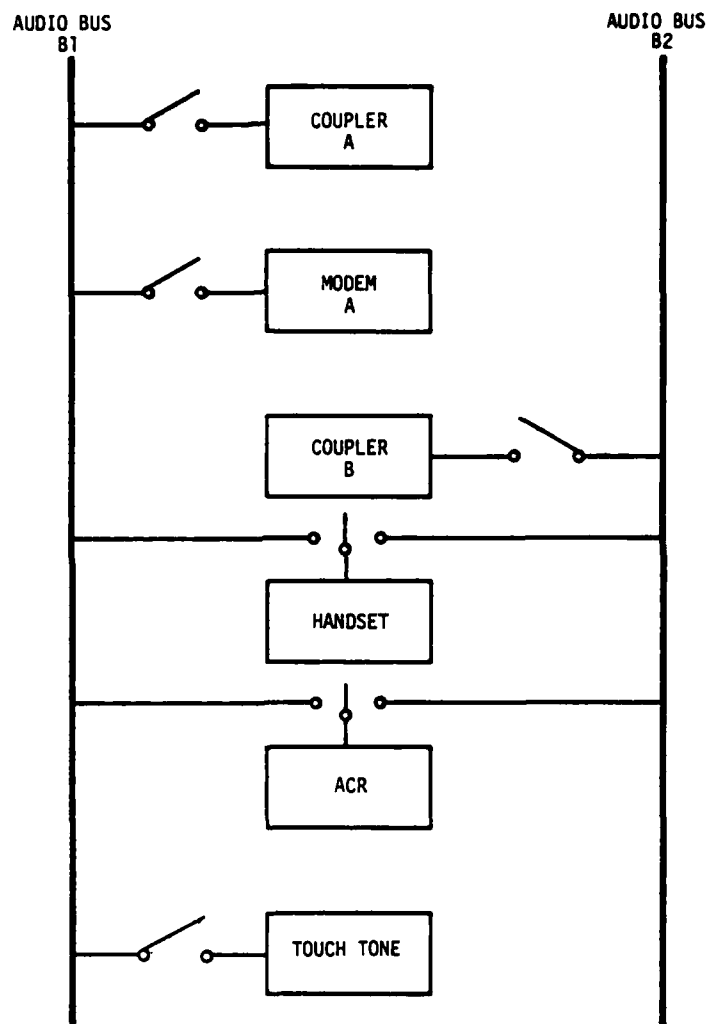 AUDIO BUS
B1
AUDIO BUS
B2
COUPLER
A
MODEM
A
COUPLER
B
HANDSET
ACR
TOUCH TONE